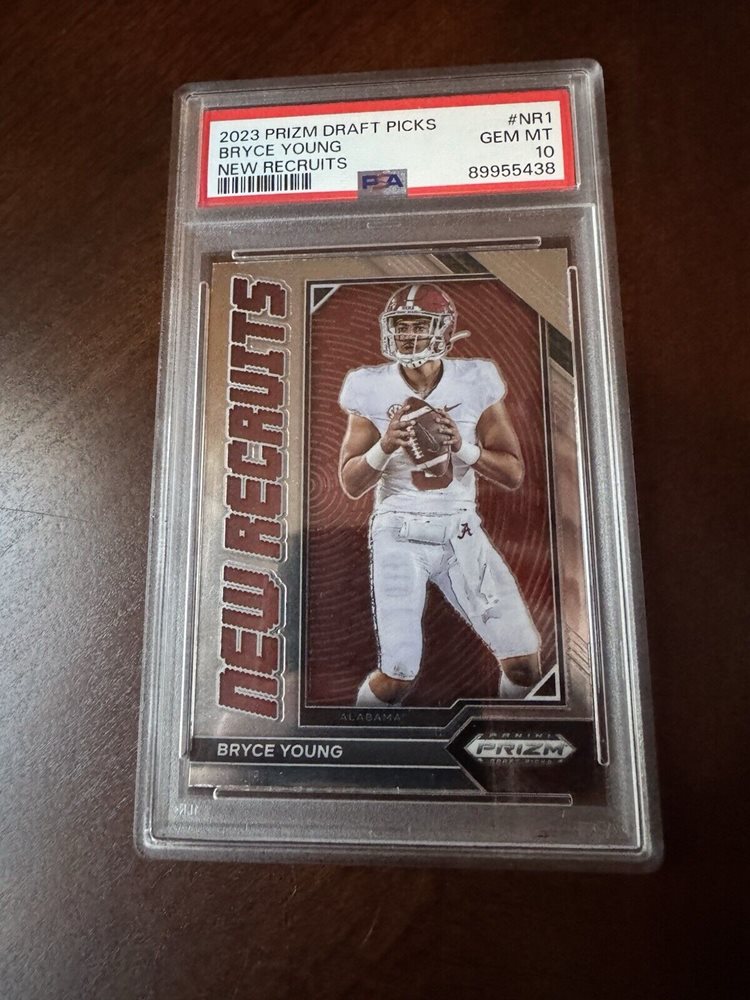 2023 PRIZM DRAFT PICKS
BRYCE YOUNG
NEW RECRUITS
#NR1
GEM MT
10
89955438
PSA
NEW RECRUITS
ALABAMA
BRYCE YOUNG
PANINI
PRIZM
DRAFT PICKS
A